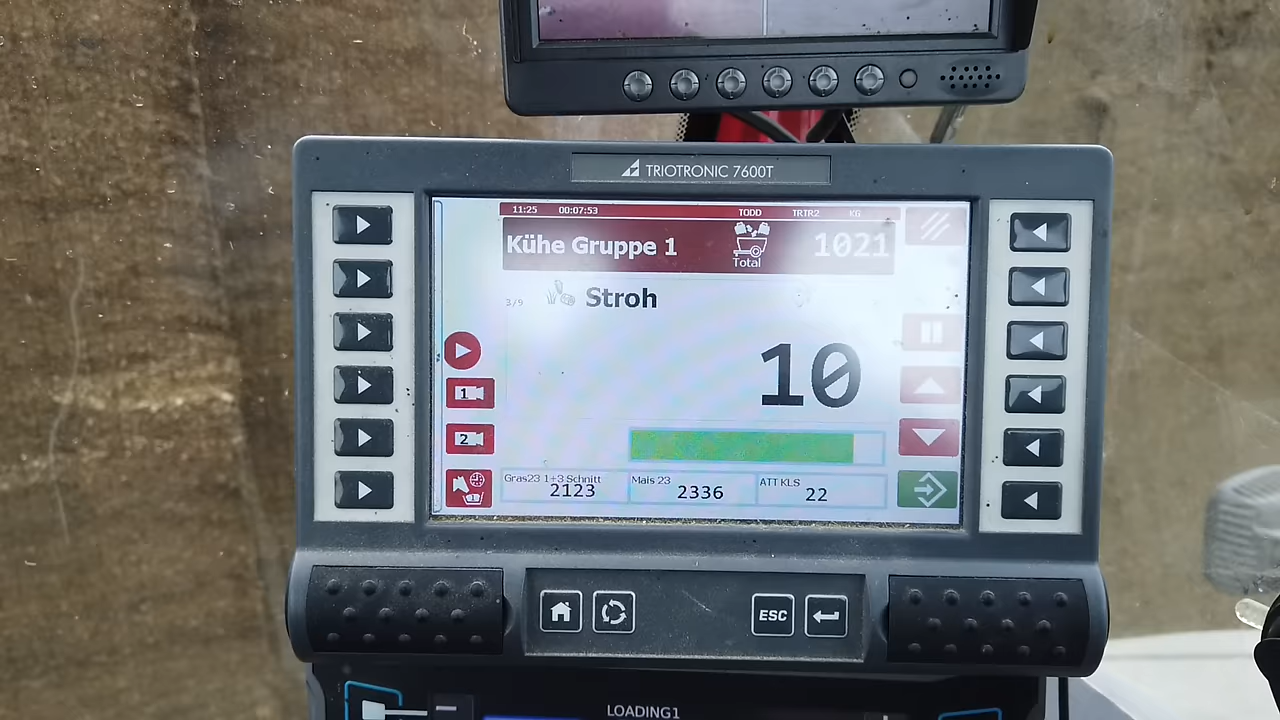 TRIOTRONIC 7600T
11:25 00:07:53 TODD TRTR2 KG
Kühe Gruppe 1 Total 1021
3/9 Stroh
10
1
2
Gras23 1+3 Schnitt Mais 23 ATT KLS
2123 2336 22
ESC
LOADING1